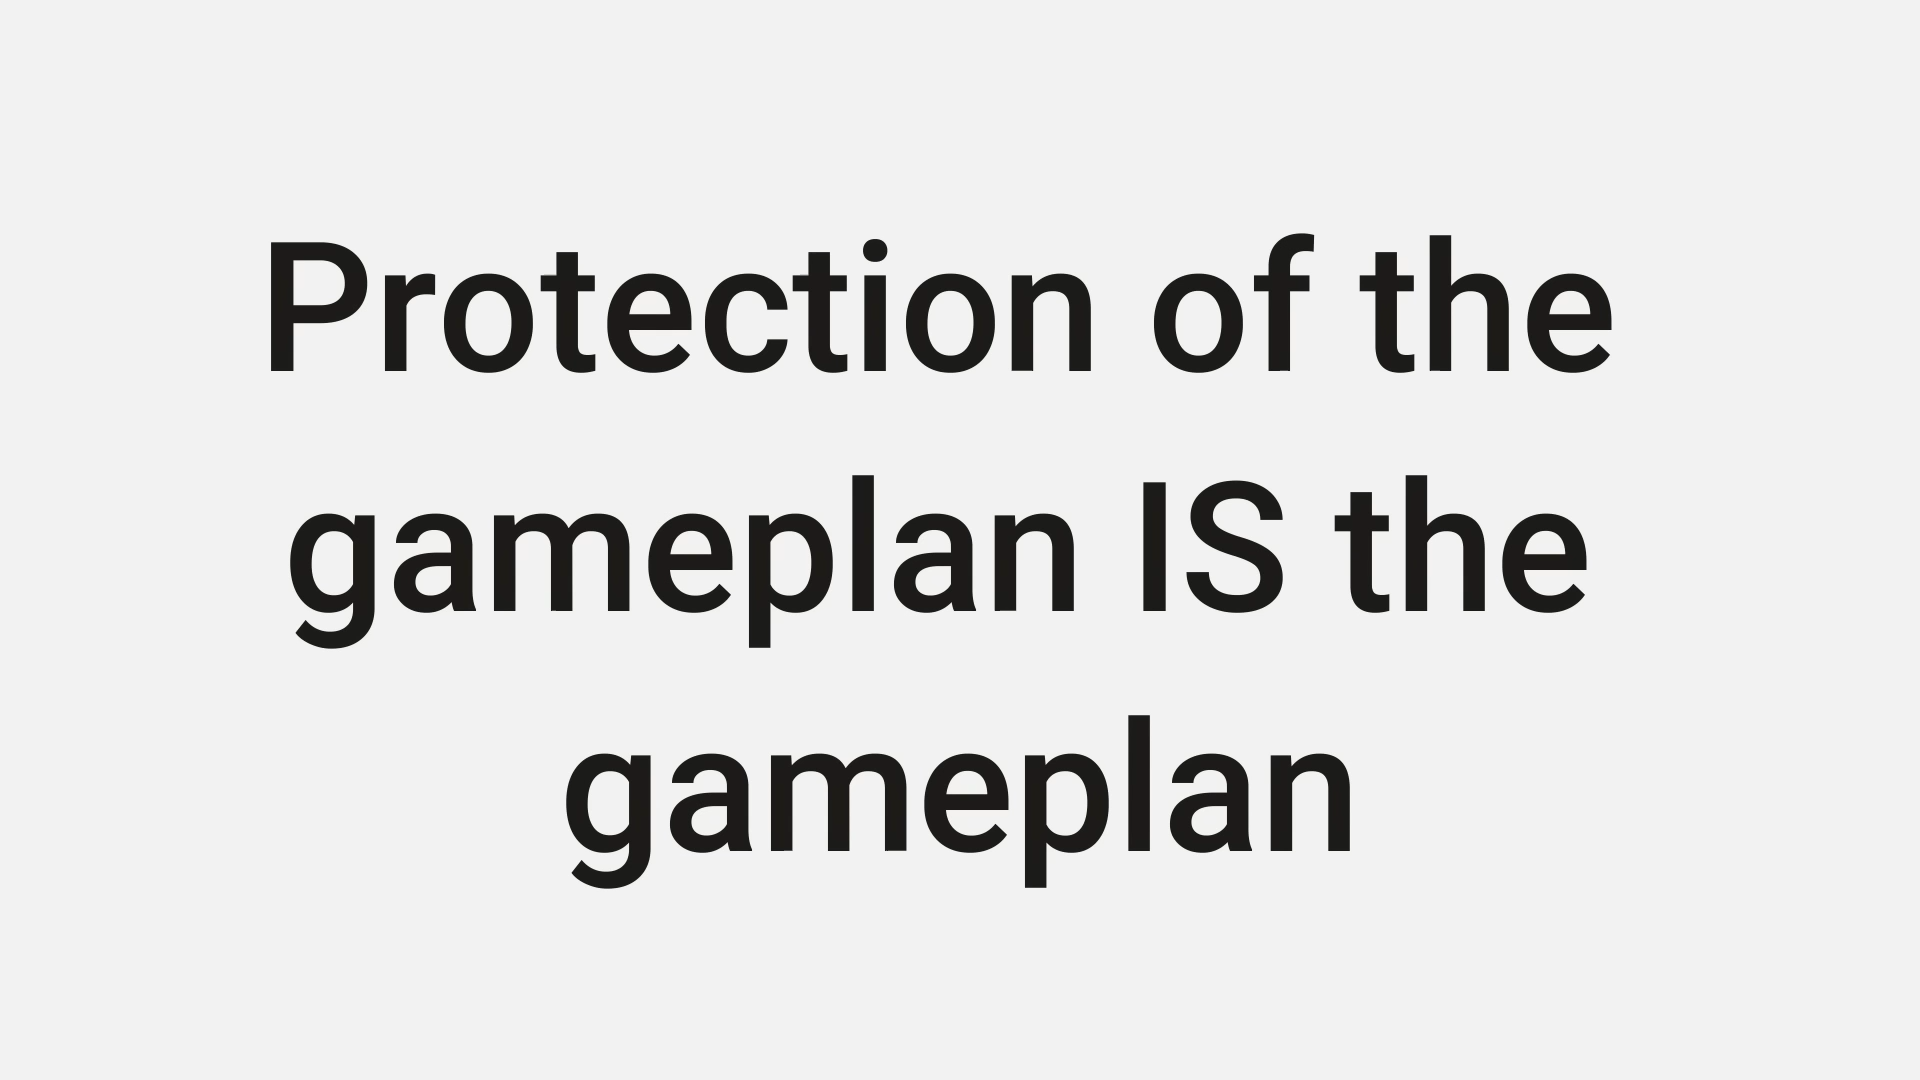 Protection of the
gameplan IS the
gameplan